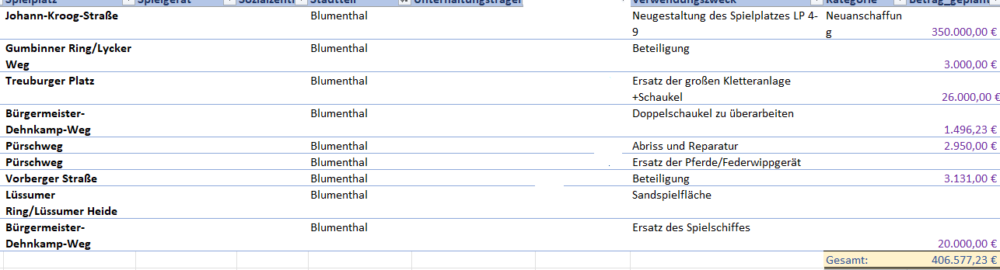 Spielplatz Spielgerät Sozialzentr Stadtteil Unterhaltungsträger Verwendungszweck Kategorie Betrag_geplant
Johann-Kroog-Straße Blumenthal Neugestaltung des Spielplatzes LP 4- Neuanschaffun
9 g 350.000,00 €
Gumbinner Ring/Lycker Blumenthal Beteiligung
Weg 3.000,00 €
Treuburger Platz Blumenthal Ersatz der großen Kletteranlage
+Schaukel 26.000,00 €
Bürgermeister- Blumenthal Doppelschaukel zu überarbeiten
Dehnkamp-Weg 1.496,23 €
Pürschweg Blumenthal Abriss und Reparatur 2.950,00 €
Pürschweg Blumenthal Ersatz der Pferde/Federwippgerät
Vorberger Straße Blumenthal Beteiligung 3.131,00 €
Lüssumer Blumenthal Sandspielfläche
Ring/Lüssumer Heide
Bürgermeister- Blumenthal Ersatz des Spielschiffes
Dehnkamp-Weg 20.000,00 €
Gesamt: 406.577,23 €